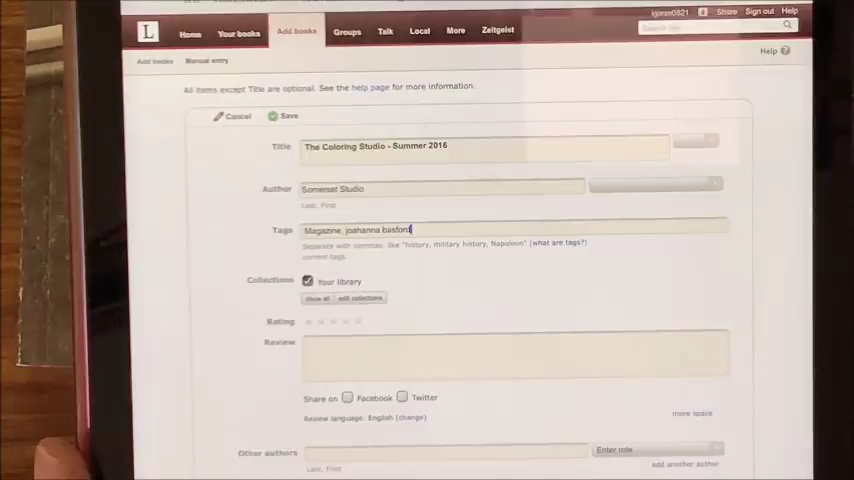 Share Sign out Help
L Home Your books Add books Groups Talk Local More Zeitgeist
Help ?
Add books Manual entry
All items except Title are optional. See the help page for more information.
Cancel Save
Title The Coloring Studio - Summer 2016
Author Somerset Studio
Last, First
Tags Magazine, joahanna basford
Separate with commas, like "history, military history, Napoleon" (what are tags?)
current tags:
Collections Your library
show all edit collections
Rating
Review
Share on Facebook Twitter
Review language: English (change) more space
Other authors Enter role
Last, First add another author